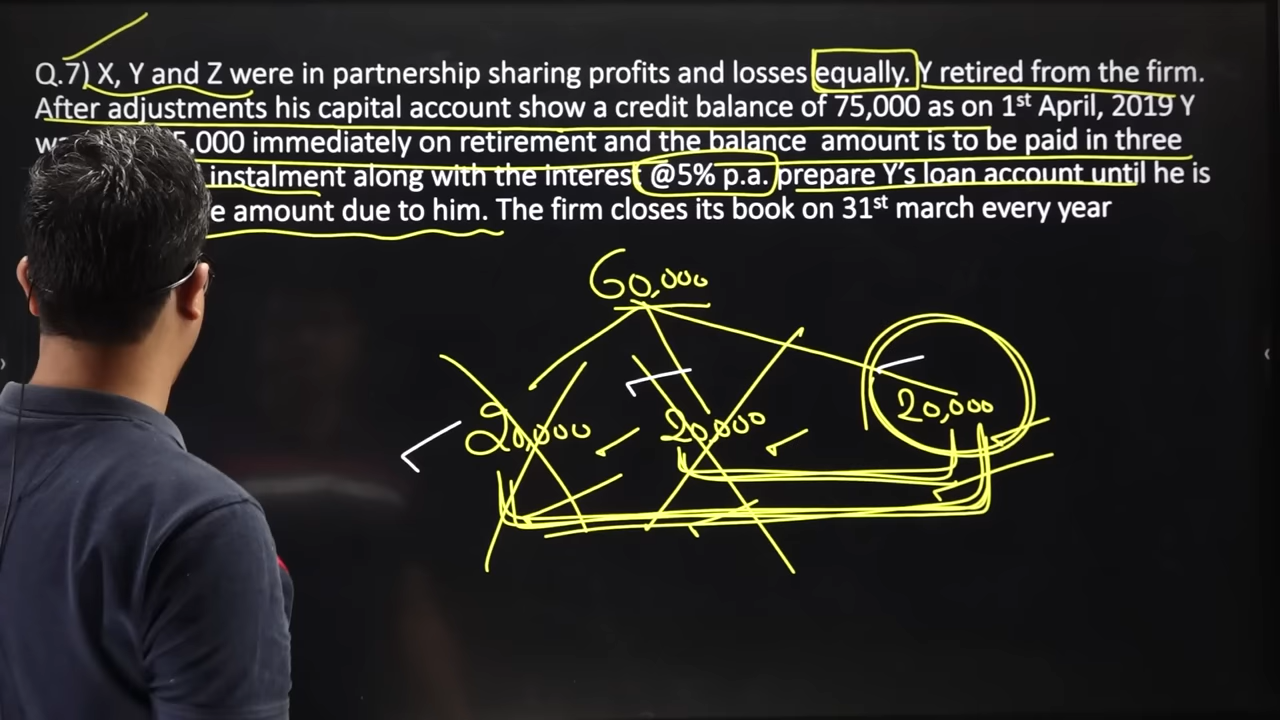 Q.7) X, Y and Z were in partnership sharing profits and losses equally. Y retired from the firm.
After adjustments his capital account show a credit balance of 75,000 as on 1st April, 2019 Y
,000 immediately on retirement and the balance amount is to be paid in three
instalment along with the interest @5% p.a. prepare Y's loan account until he is
e amount due to him. The firm closes its book on 31st march every year
60,000
20,000 20,000 20,000